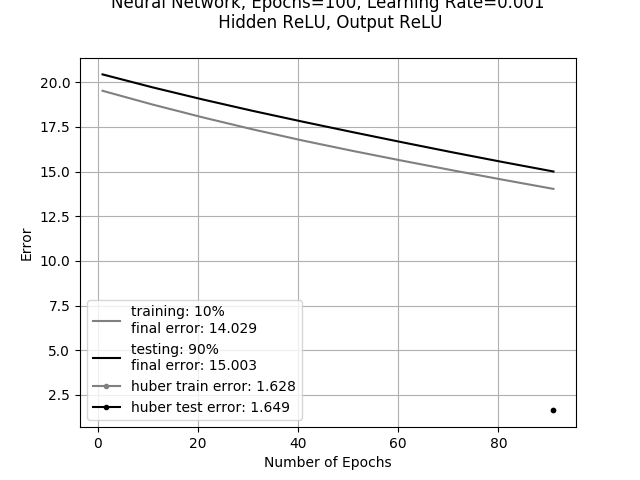 Neural Network, Epochs=100, Learning Rate=0.001
Hidden ReLU, Output ReLU
20.0
17.5
15.0
12.5
10.0
7.5
5.0
2.5
Error
training: 10%
final error: 14.029
testing: 90%
final error: 15.003
huber train error: 1.628
huber test error: 1.649
0 20 40 60 80
Number of Epochs